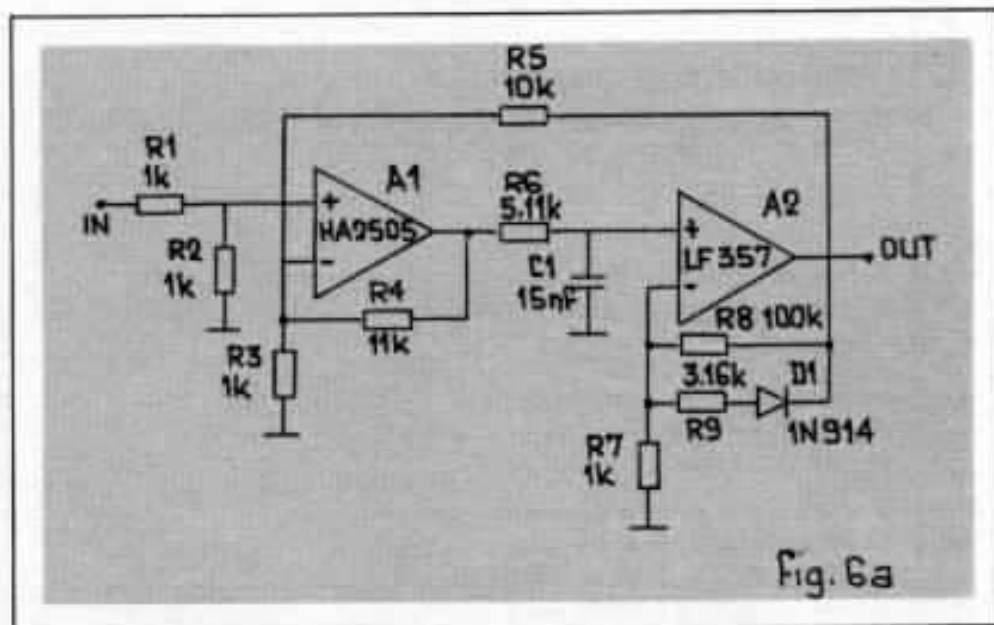 R5
10k
R1
1k
A1
R6
5.11k
A2
IN
HA2505
LF357
OUT
R2
1k
C1
15nF
R4
11k
R8 100k
R3
1k
3.16k
D1
R9
1N914
R7
1k
+
-
+
-
Fig. 6a